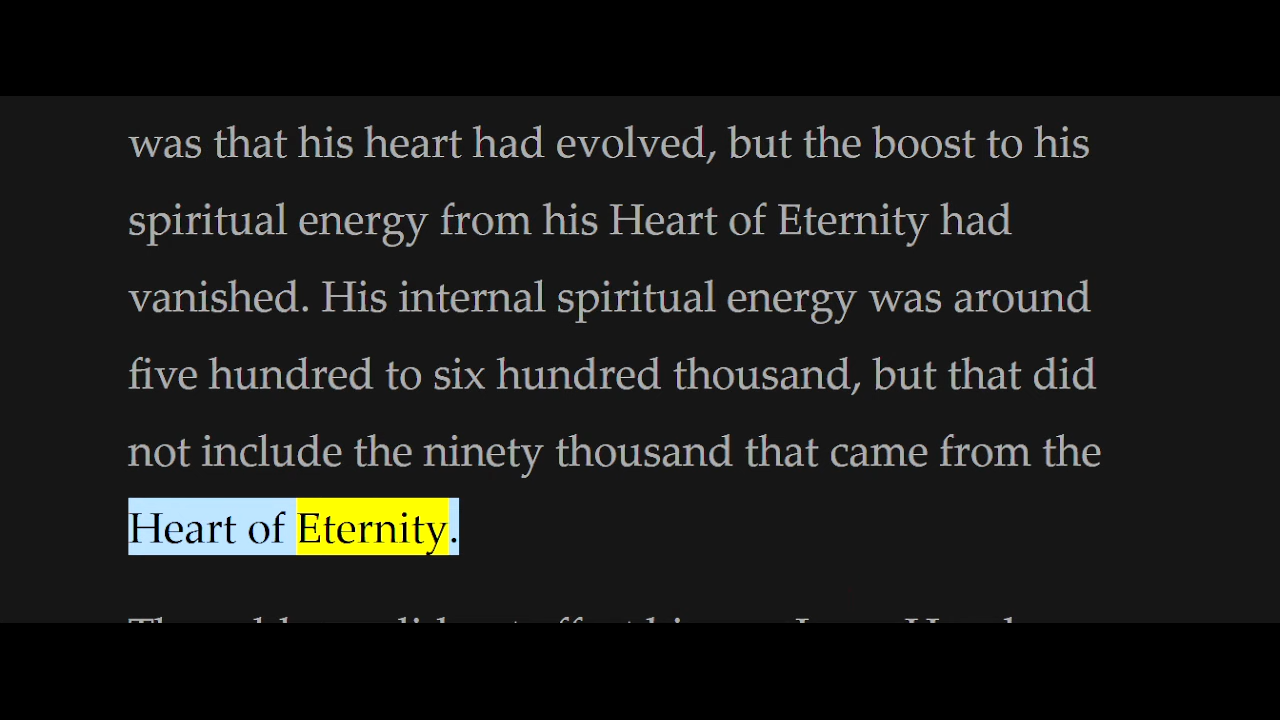 was that his heart had evolved, but the boost to his
spiritual energy from his Heart of Eternity had
vanished. His internal spiritual energy was around
five hundred to six hundred thousand, but that did
not include the ninety thousand that came from the
Heart of Eternity.